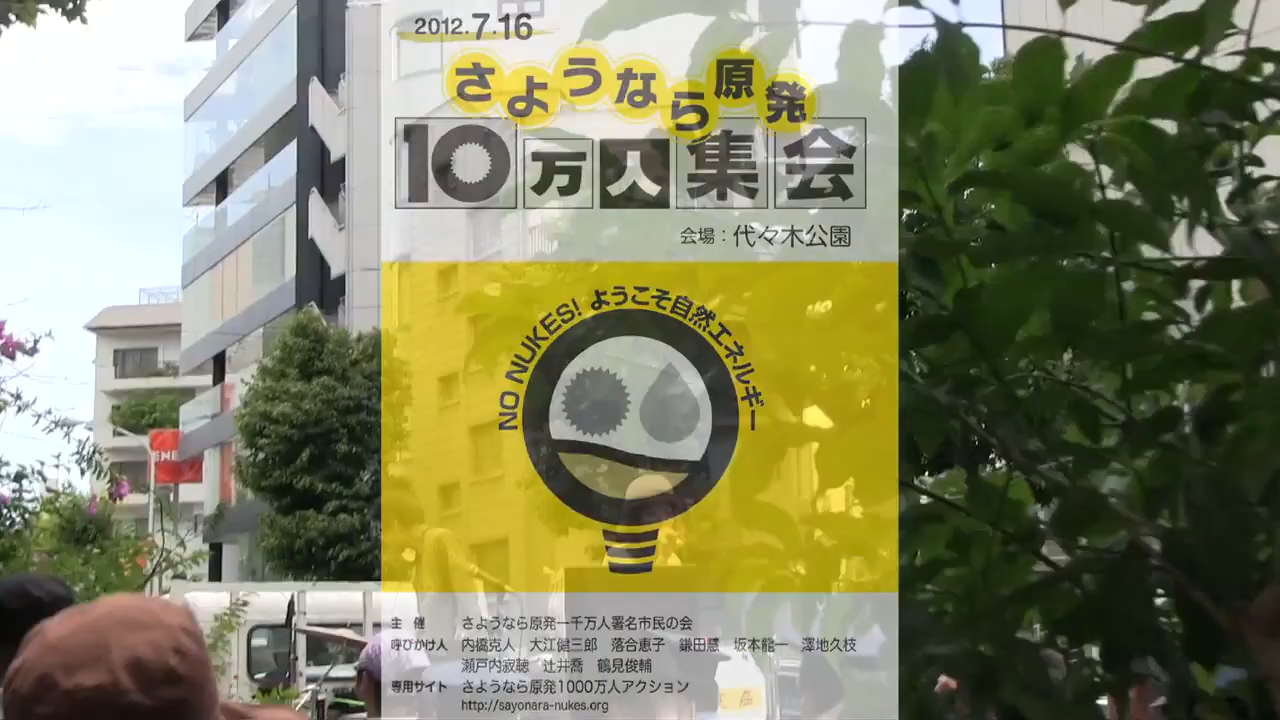 2012.7.16
さようなら原発
10万人集会
会場：代々木公園
NO NUKES! ようこそ自然エネルギー
主　催　さようなら原発一千万人署名市民の会
呼びかけ人　内橋克人　大江健三郎　落合恵子　鎌田慧　坂本龍一　澤地久枝
瀬戸内寂聴　辻井喬　鶴見俊輔
専用サイト　さようなら原発1000万人アクション
http://sayonara-nukes.org